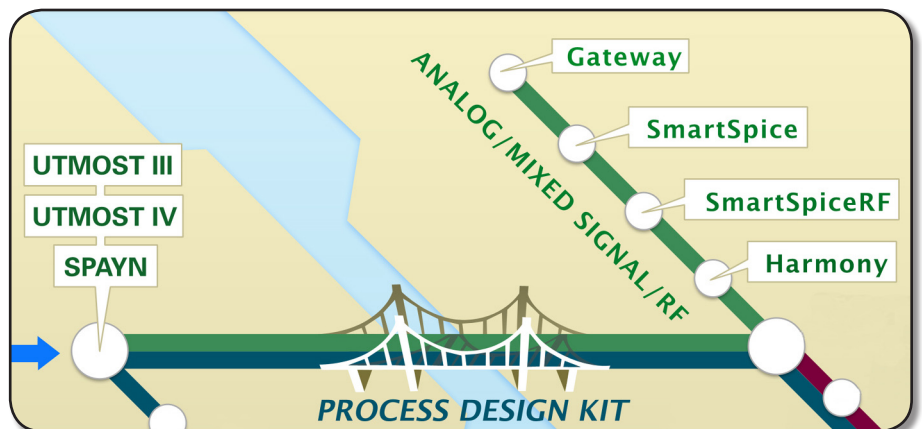 Gateway
SmartSpice
SmartSpiceRF
Harmony
ANALOG/MIXED SIGNAL/RF
UTMOST III
UTMOST IV
SPAYN
PROCESS DESIGN KIT